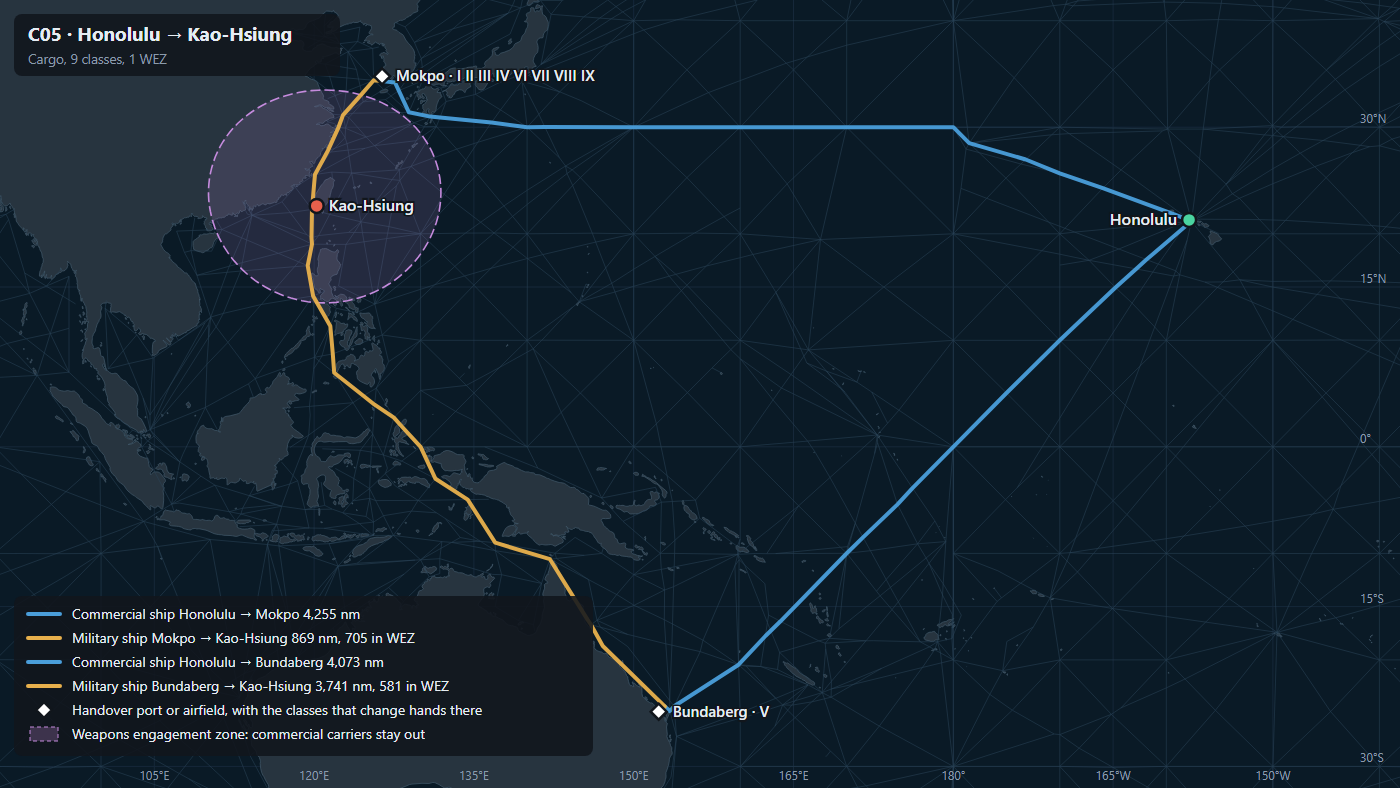 C05 · Honolulu → Kao-Hsiung
Cargo, 9 classes, 1 WEZ
Mokpo · I II III IV VI VII VIII IX
30°N
Kao-Hsiung
Honolulu
15°N
0°
15°S
Commercial ship Honolulu → Mokpo 4,255 nm
Military ship Mokpo → Kao-Hsiung 869 nm, 705 in WEZ
Commercial ship Honolulu → Bundaberg 4,073 nm
Military ship Bundaberg → Kao-Hsiung 3,741 nm, 581 in WEZ
Handover port or airfield, with the classes that change hands there
Weapons engagement zone: commercial carriers stay out
Bundaberg · V
30°S
105°E
120°E
135°E
150°E
165°E
180°
165°W
150°W